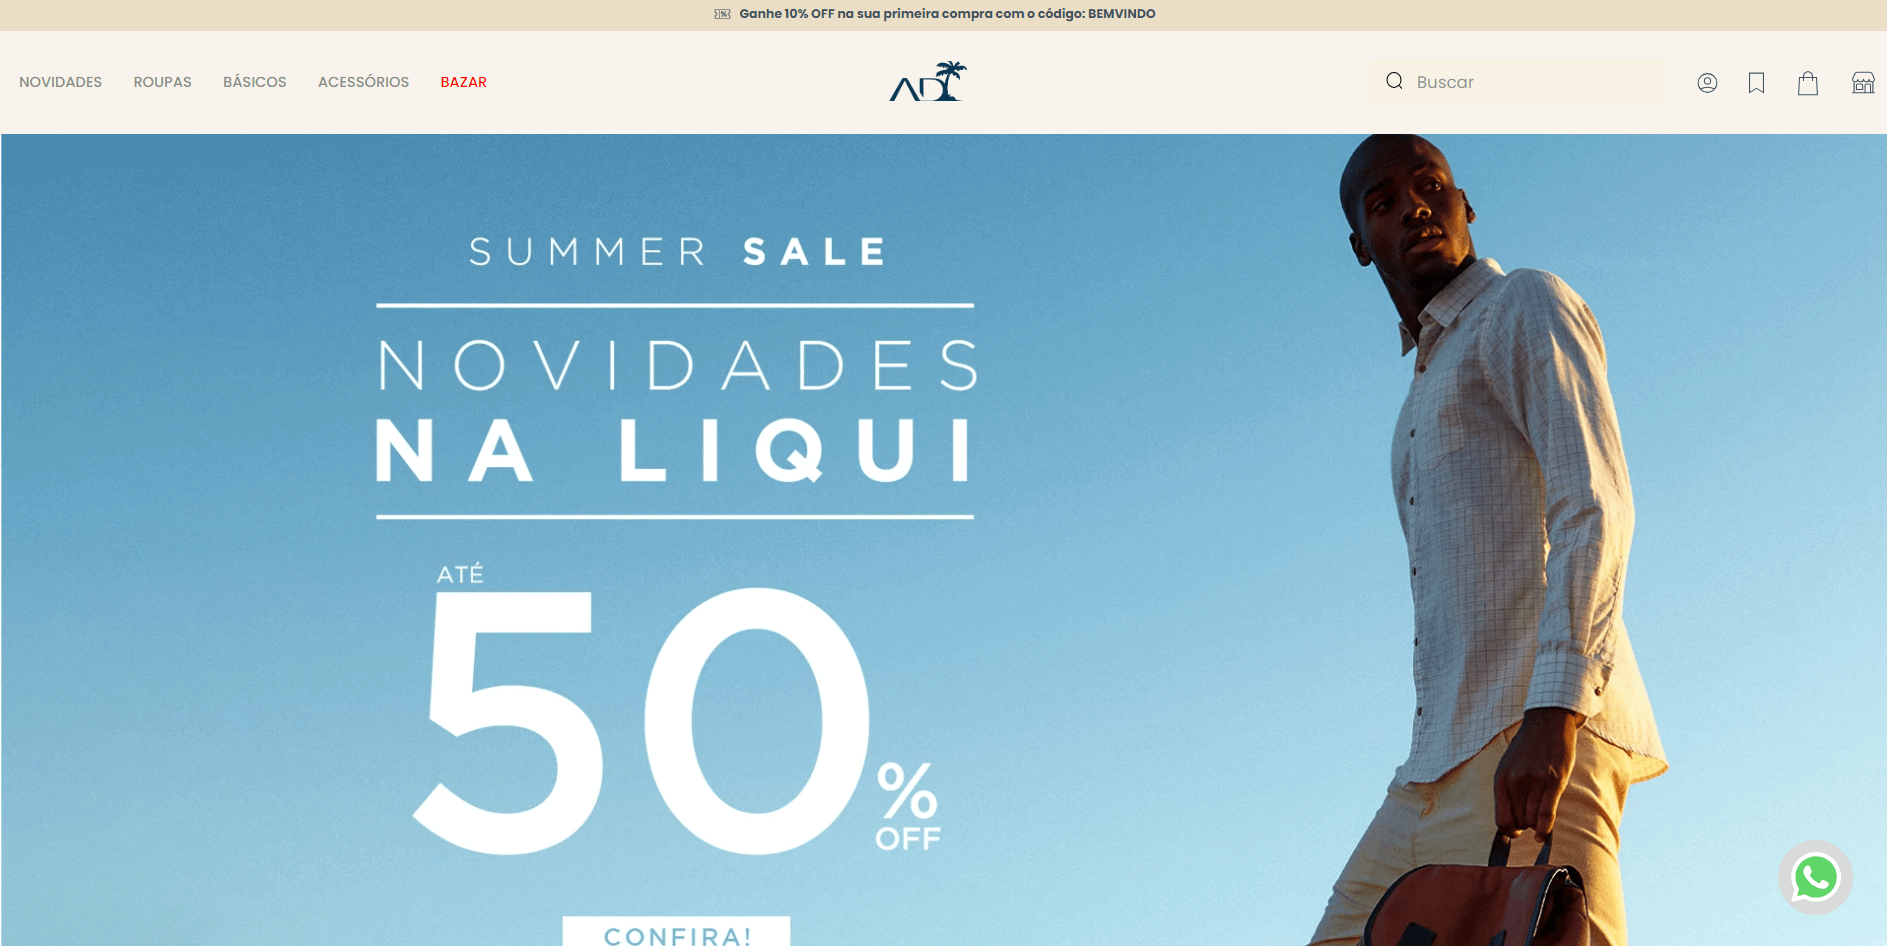 Ganhe 10% OFF na sua primeira compra com o código: BEMVINDO
NOVIDADES ROUPAS BÁSICOS ACESSÓRIOS BAZAR
AD
Buscar
SUMMER SALE
NOVIDADES
NA LIQUI
ATÉ
50%
OFF
CONFIRA!